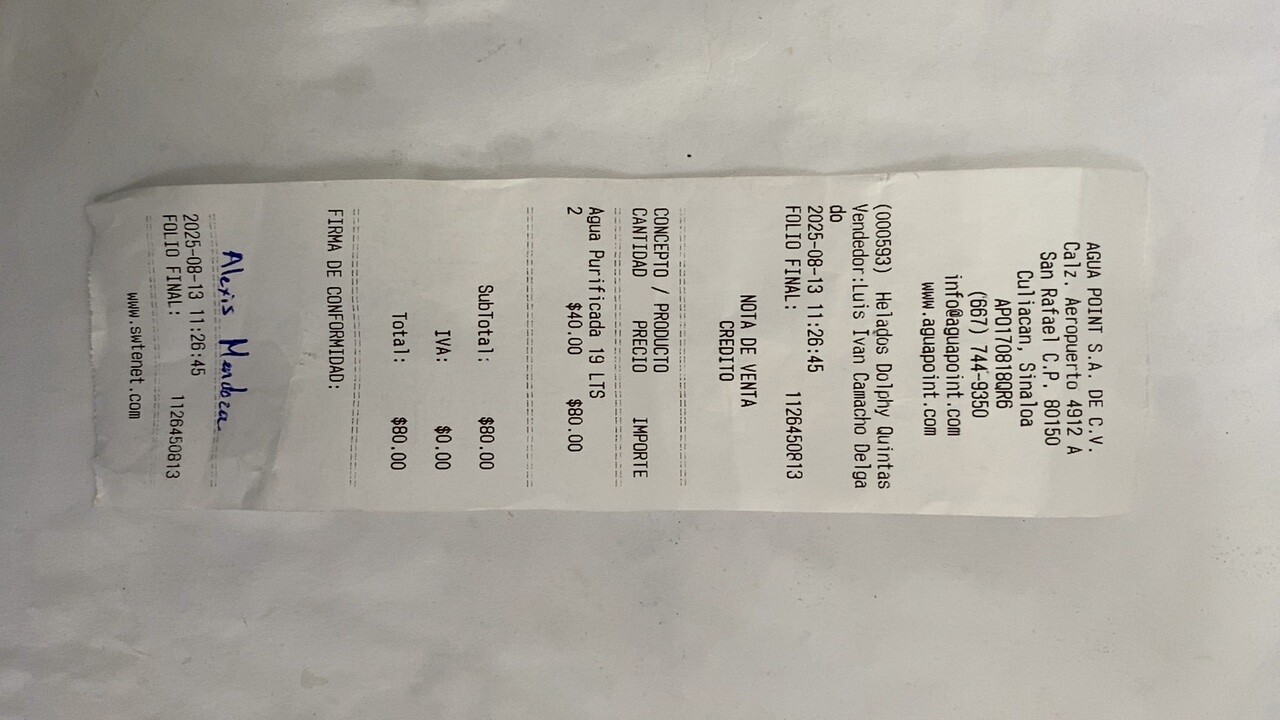 AGUA POINT S.A. DE C.V.
Calz. Aeropuerto 4912 A
San Rafael C.P. 80150
Culiacan, Sinaloa
APO170818QR6
(667) 744-9350
info@aguapoint.com
www.aguapoint.com
(000593) Helados Dolphy Quintas
Vendedor:Luis Ivan Camacho Delga
do
2025-08-13 11:26:45
FOLIO FINAL: 1126450813
NOTA DE VENTA
CREDITO
CONCEPTO / PRODUCTO
CANTIDAD PRECIO IMPORTE
Agua Purificada 19 LTS
2 $40.00 $80.00
SubTotal: $80.00
IVA: $0.00
Total: $80.00
FIRMA DE CONFORMIDAD:
Alexis Mendoza
2025-08-13 11:26:45
FOLIO FINAL: 1126450813
www.swtenet.com